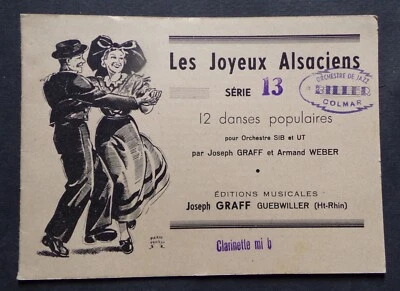 Les Joyeux Alsaciens
SÉRIE 13
ORCHESTRE DE JAZZ
BILLER
COLMAR
12 danses populaires
pour Orchestre SIB et UT
par Joseph GRAFF et Armand WEBER
ÉDITIONS MUSICALES
Joseph GRAFF GUEBWILLER (Ht-Rhin)
Clarinette mi b